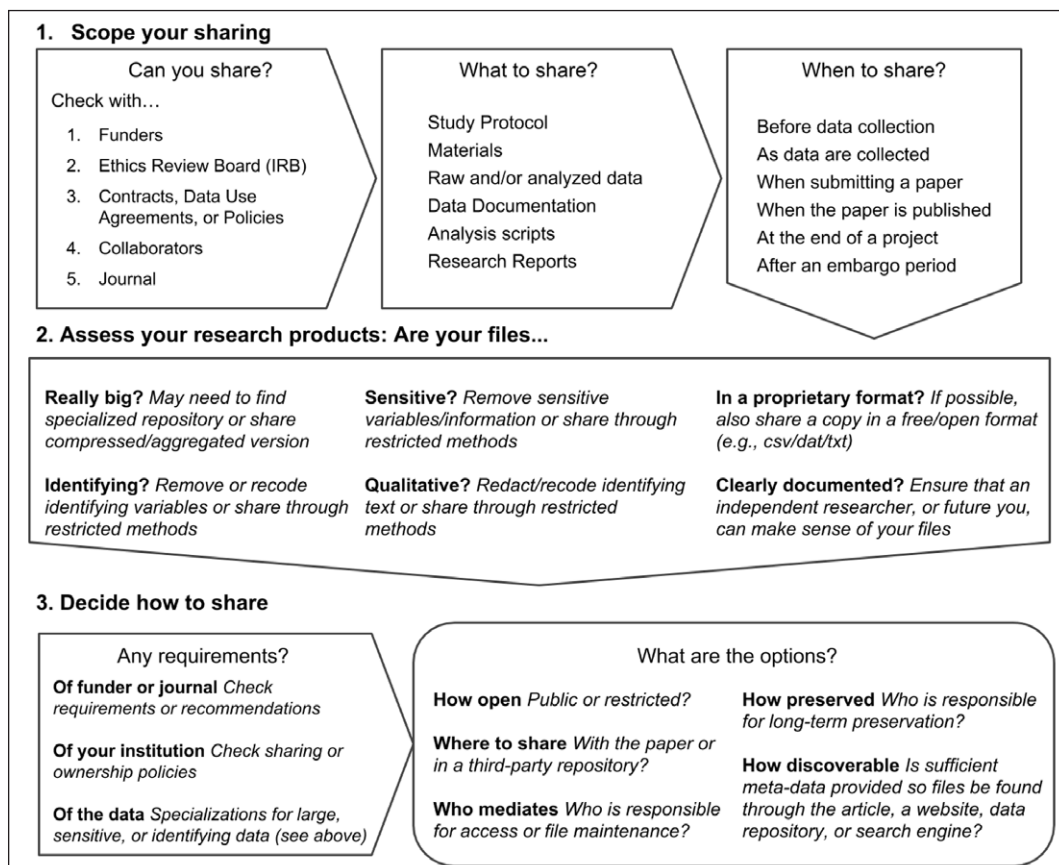 1. Scope your sharing
Can you share?
Check with…
1. Funders
2. Ethics Review Board (IRB)
3. Contracts, Data Use
Agreements, or Policies
4. Collaborators
5. Journal
What to share?
Study Protocol
Materials
Raw and/or analyzed data
Data Documentation
Analysis scripts
Research Reports
When to share?
Before data collection
As data are collected
When submitting a paper
When the paper is published
At the end of a project
After an embargo period
2. Assess your research products: Are your files...
Really big? May need to find
specialized repository or share
compressed/aggregated version
Sensitive? Remove sensitive
variables/information or share through
restricted methods
In a proprietary format? If possible,
also share a copy in a free/open format
(e.g., csv/dat/txt)
Identifying? Remove or recode
identifying variables or share through
restricted methods
Qualitative? Redact/recode identifying
text or share through restricted
methods
Clearly documented? Ensure that an
independent researcher, or future you,
can make sense of your files
3. Decide how to share
Any requirements?
Of funder or journal Check
requirements or recommendations
Of your institution Check sharing or
ownership policies
Of the data Specializations for large,
sensitive, or identifying data (see above)
What are the options?
How open Public or restricted?
Where to share With the paper or
in a third-party repository?
Who mediates Who is responsible
for access or file maintenance?
How preserved Who is responsible
for long-term preservation?
How discoverable Is sufficient
meta-data provided so files be found
through the article, a website, data
repository, or search engine?